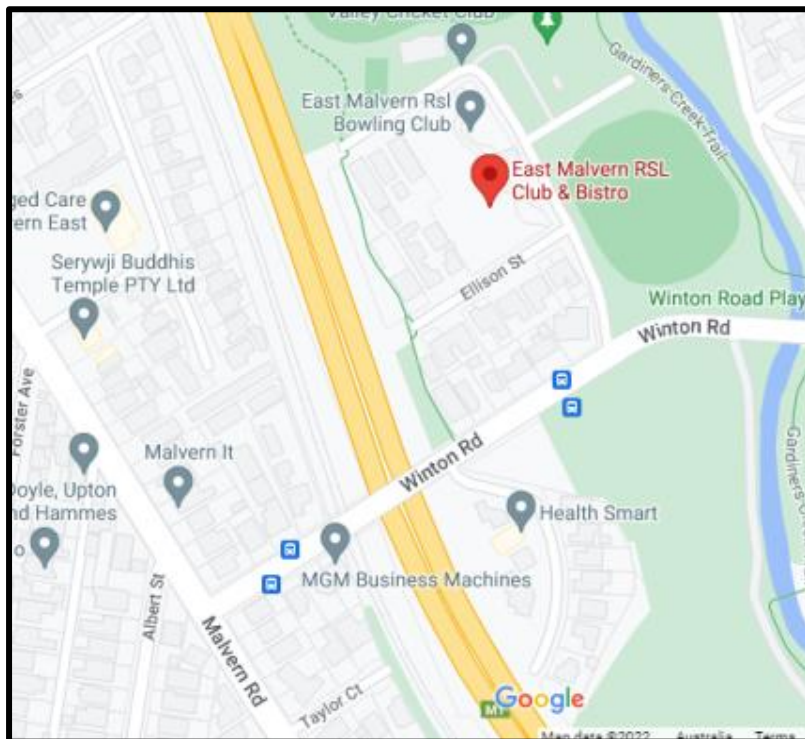 Valley Cricket Club
Gardiners-Creek-Trail
East Malvern Rsl
Bowling Club
East Malvern RSL
Club & Bistro
ged Care
ern East
Serywji Buddhis
Temple PTY Ltd
Ellison St
Winton Road Play
Winton Rd
Forster Ave
Malvern It
Winton Rd
Doyle, Upton
nd Hammes
Health Smart
o
MGM Business Machines
Albert St
Malvern Rd
Taylor Ct
M1
Google
Map data ©2022 Australia Terms